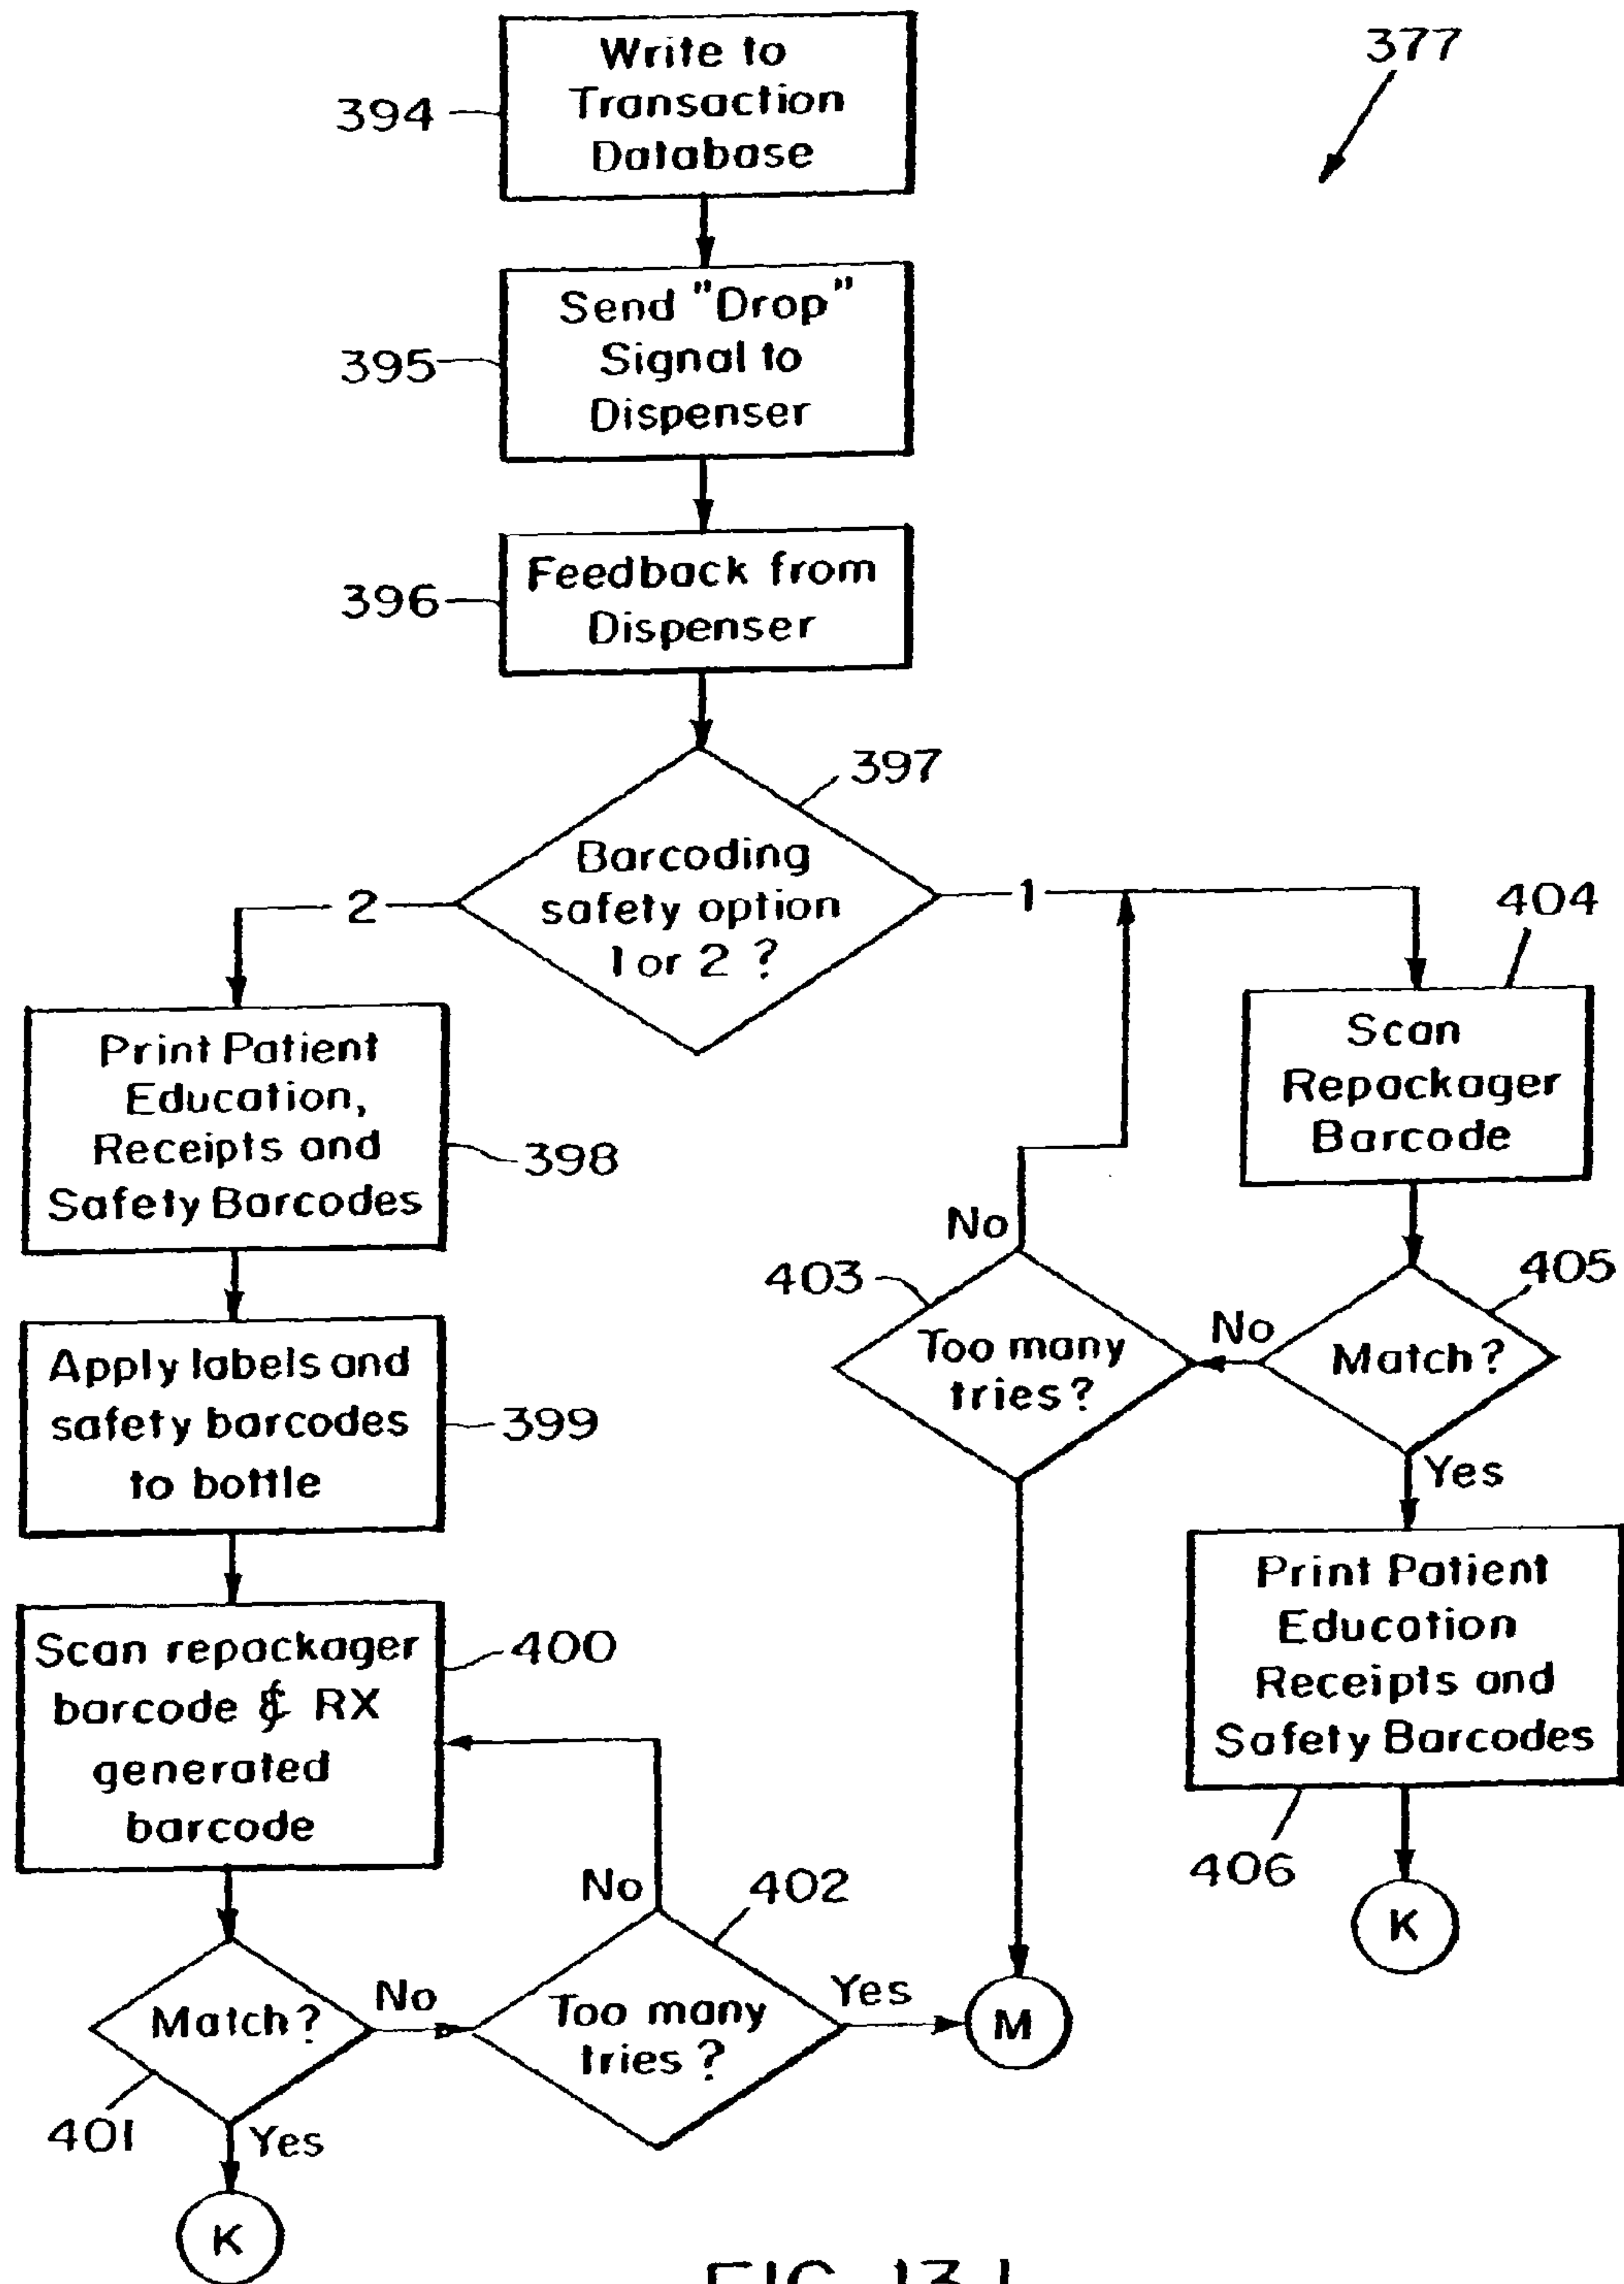 377
Write to
Transaction
Database
394
Send "Drop"
Signal to
Dispenser
395
Feedback from
Dispenser
396
397
Barcoding
safety option
1 or 2 ?
2
1
404
Scan
Repackager
Barcode
Print Patient
Education,
Receipts and
Safety Barcodes
398
No
403
Too many
tries?
No
405
Match?
Yes
Apply labels and
safety barcodes
to bottle
399
Print Patient
Education
Receipts and
Safety Barcodes
406
K
Scan repackager
barcode & RX
generated
barcode
400
No
402
Match?
No
Too many
tries?
Yes
M
401
Yes
K